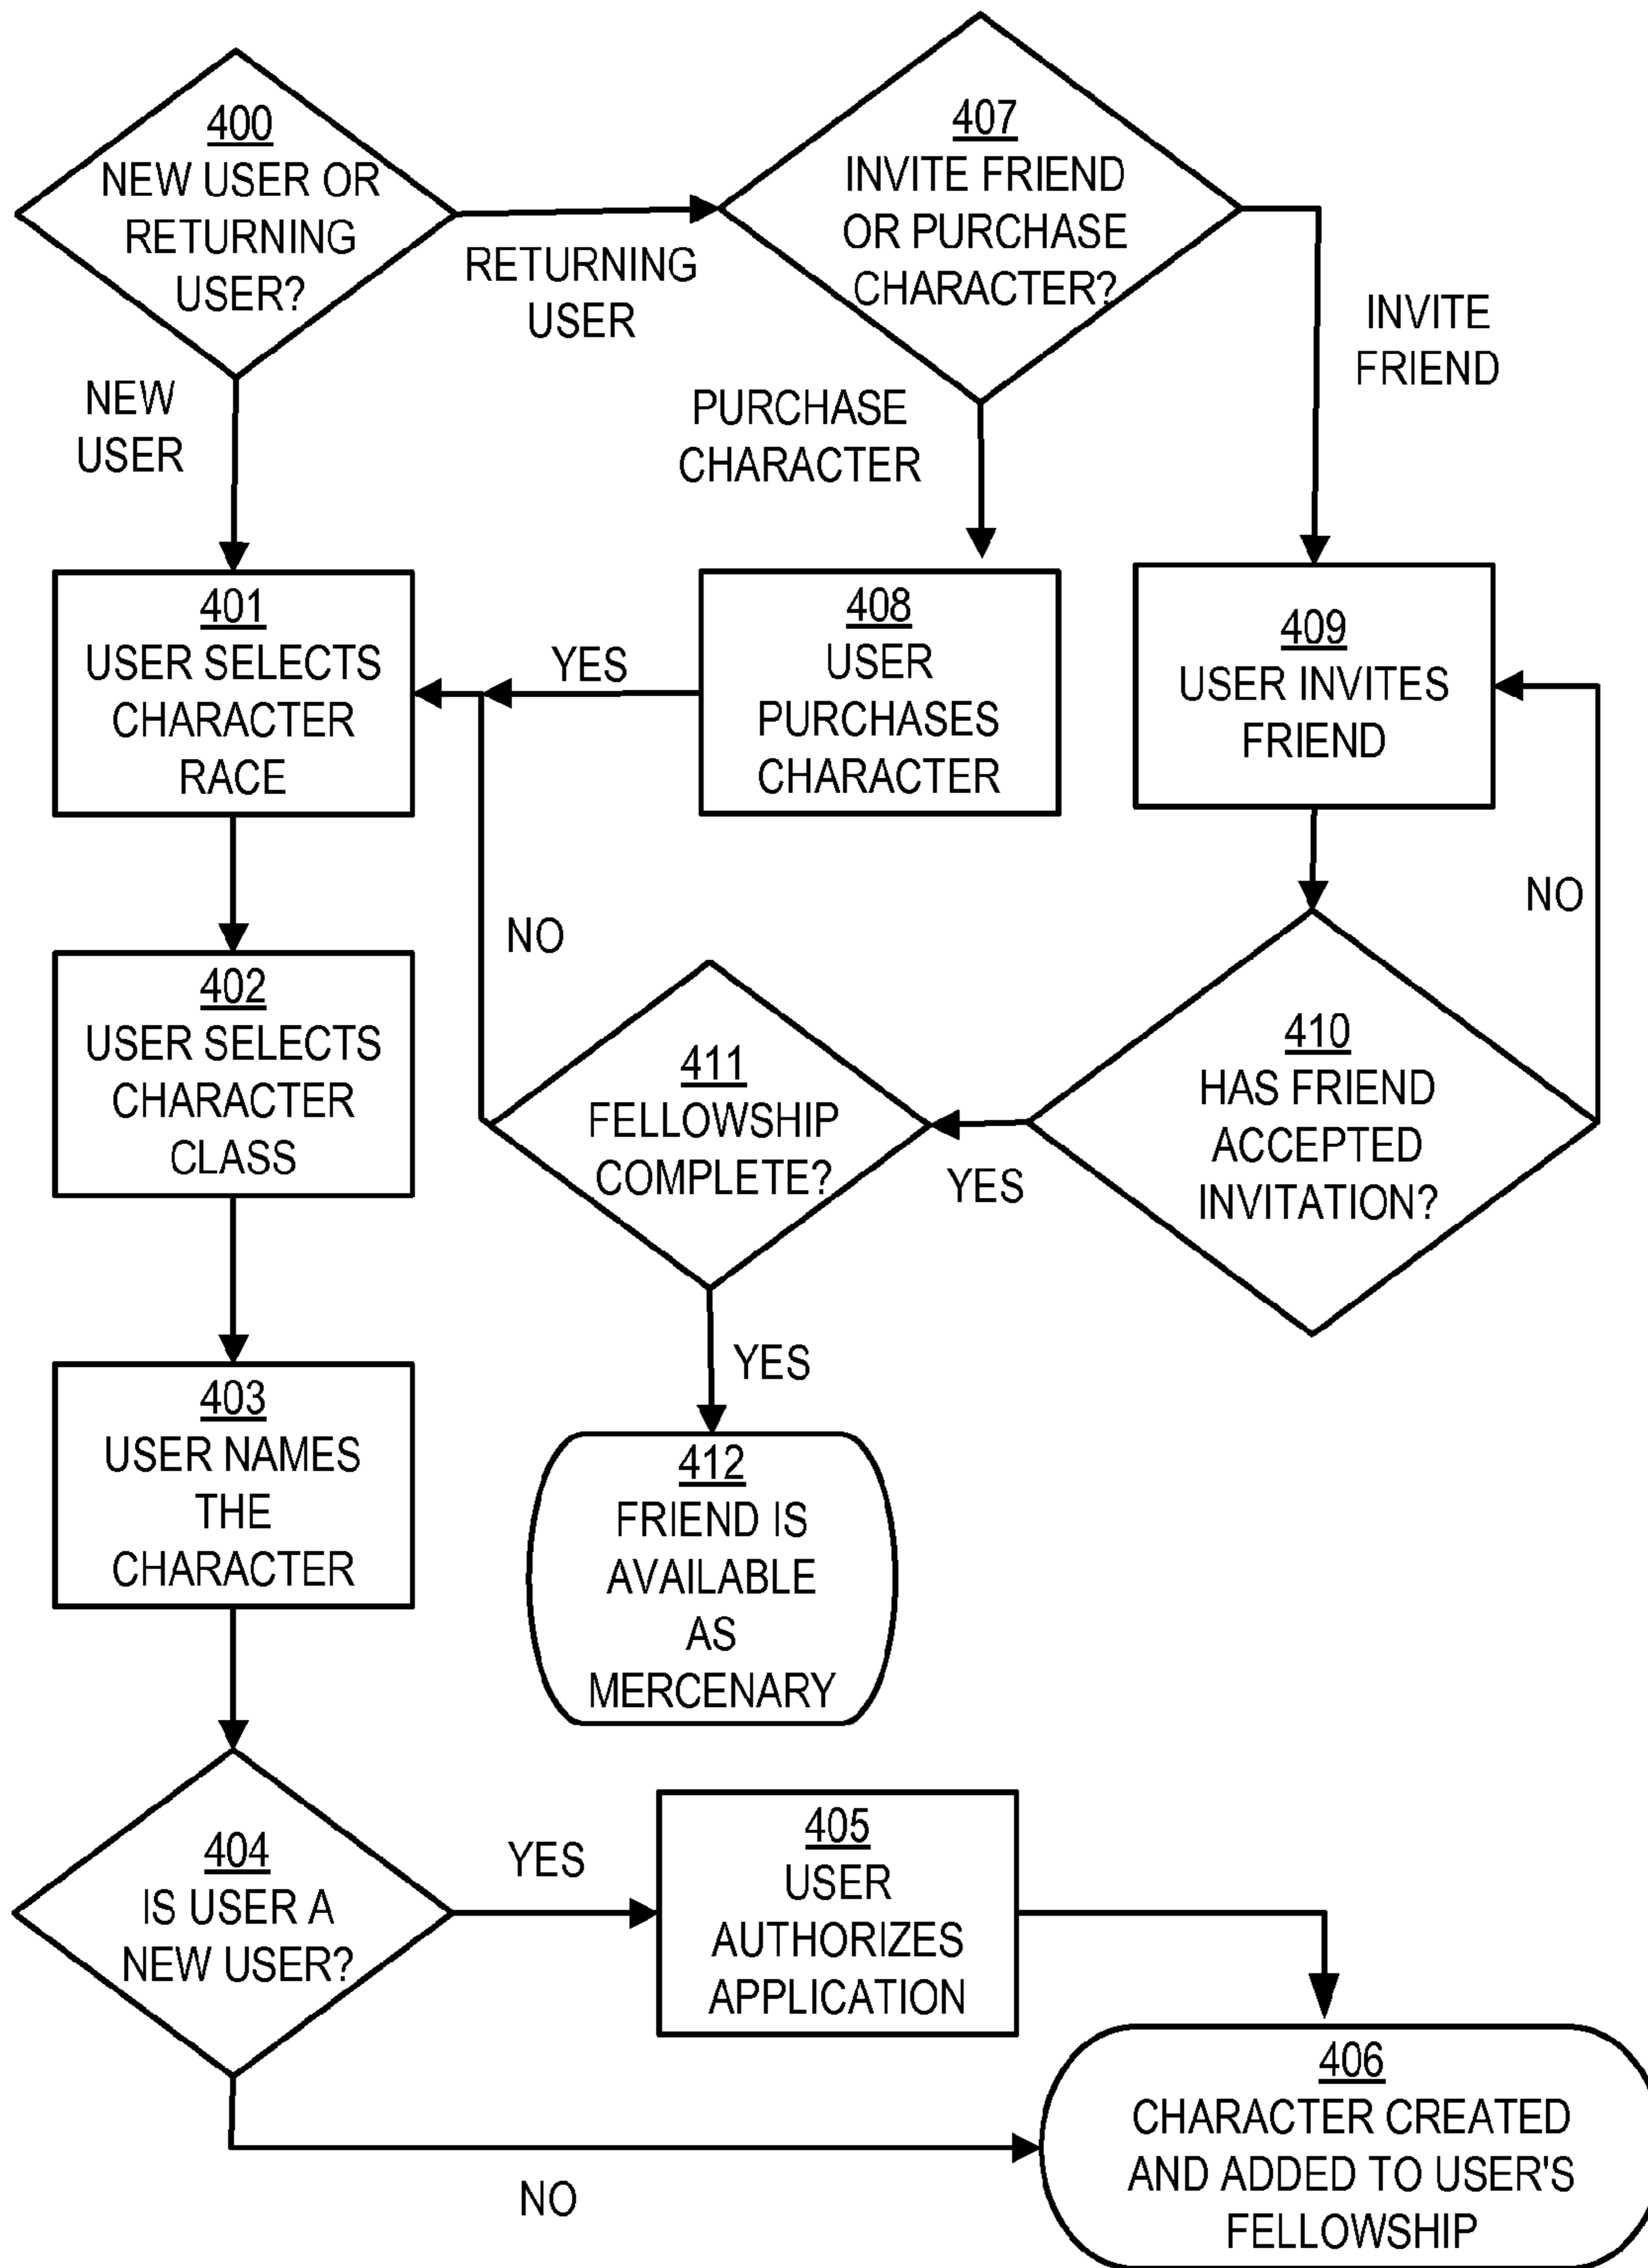 400
NEW USER OR
RETURNING
USER?
RETURNING
USER
NEW
USER
407
INVITE FRIEND
OR PURCHASE
CHARACTER?
INVITE
FRIEND
PURCHASE
CHARACTER
401
USER SELECTS
CHARACTER
RACE
YES
408
USER
PURCHASES
CHARACTER
409
USER INVITES
FRIEND
NO
NO
402
USER SELECTS
CHARACTER
CLASS
411
FELLOWSHIP
COMPLETE?
YES
410
HAS FRIEND
ACCEPTED
INVITATION?
YES
403
USER NAMES
THE
CHARACTER
412
FRIEND IS
AVAILABLE
AS
MERCENARY
404
IS USER A
NEW USER?
YES
405
USER
AUTHORIZES
APPLICATION
NO
406
CHARACTER CREATED
AND ADDED TO USER'S
FELLOWSHIP